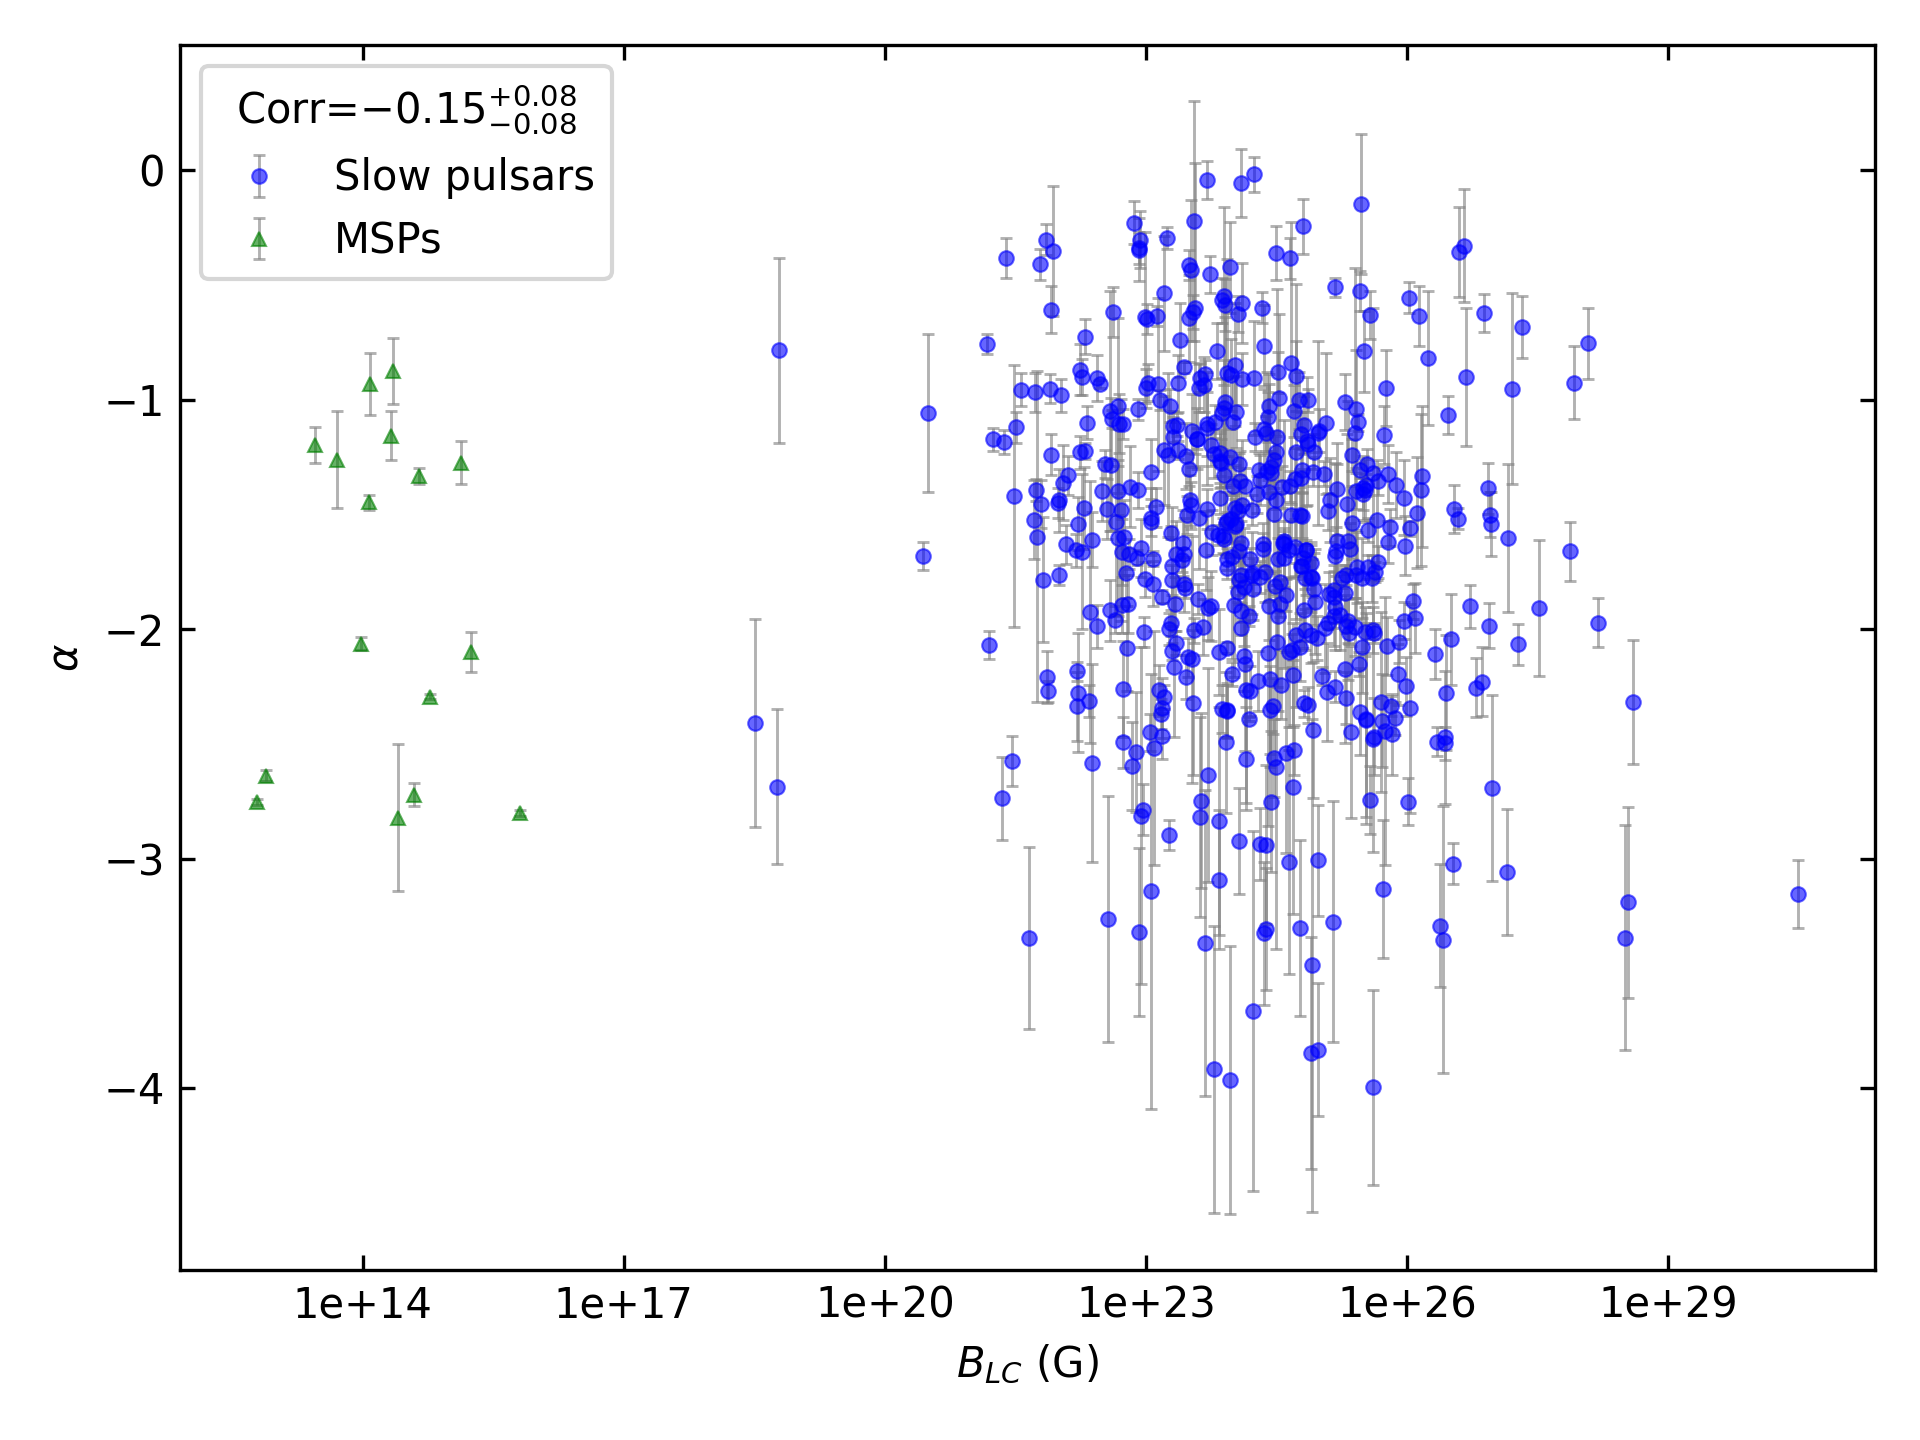 Corr=−0.15+0.08−0.08
Slow pulsars
MSPs
0
−1
−2
−3
−4
α
1e+14 1e+17 1e+20 1e+23 1e+26 1e+29
B_LC (G)